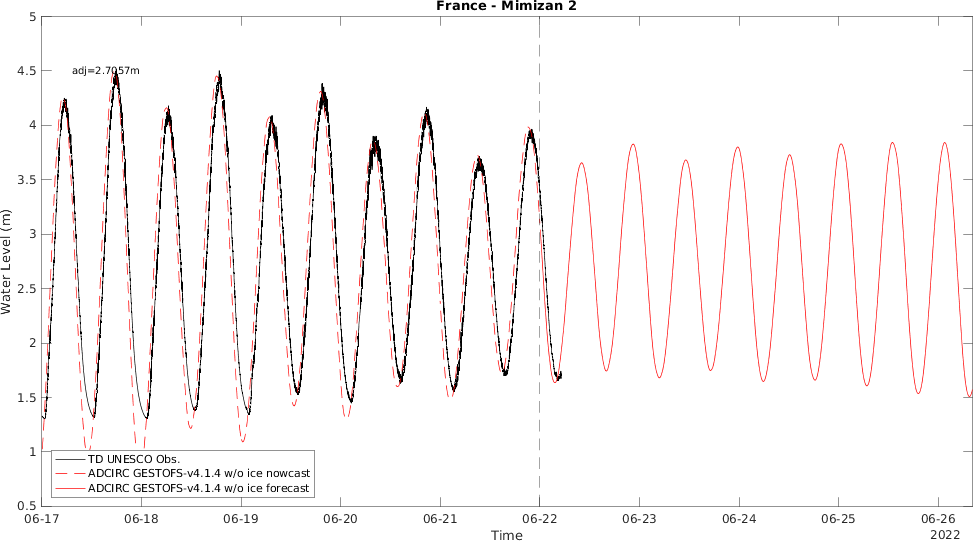 France - Mimizan 2
adj=2.7057m
5
4.5
4
3.5
3
2.5
2
1.5
1
0.5
Water Level (m)
TD UNESCO Obs.
ADCIRC GESTOFS-v4.1.4 w/o ice nowcast
ADCIRC GESTOFS-v4.1.4 w/o ice forecast
06-17 06-18 06-19 06-20 06-21 06-22 06-23 06-24 06-25 06-26
Time
2022